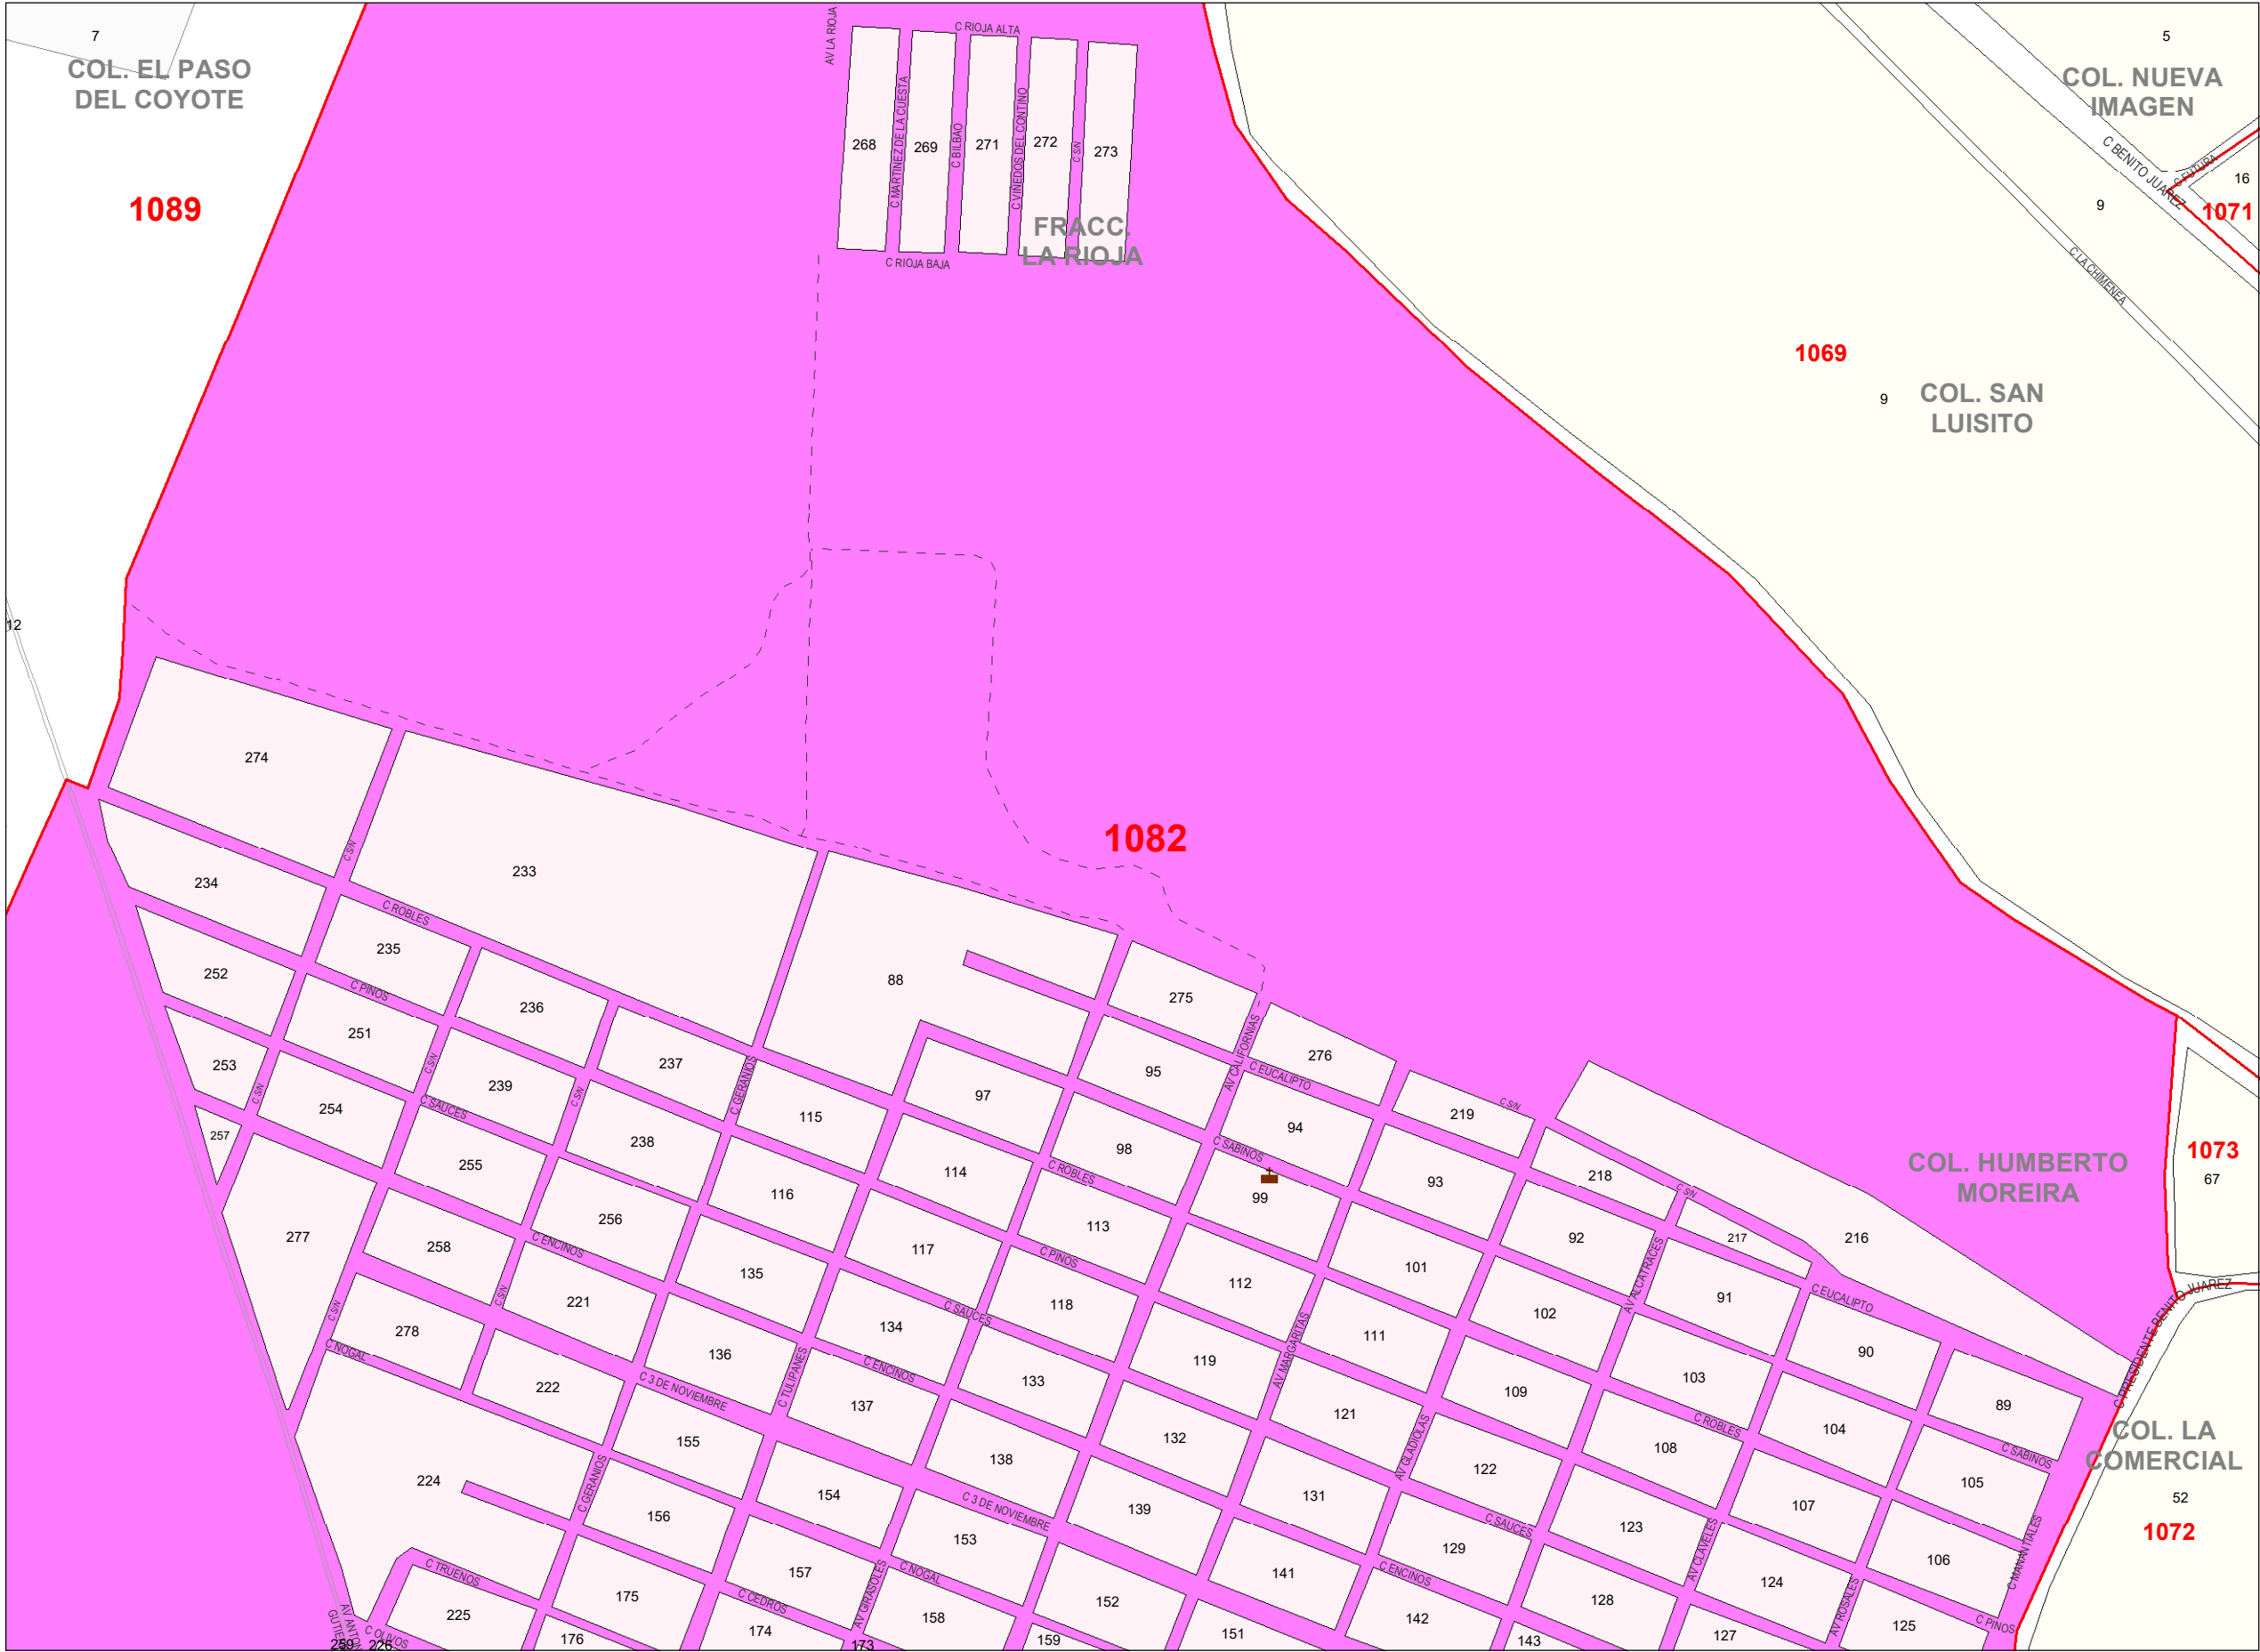 7
COL. EL PASO
DEL COYOTE
1089
12
AV LA RIOJA
C RIOJA ALTA
268
C MARTINEZ DE LA CUESTA
269
C BILBAO
271
C VIÑEDOS DEL CONTINO
272
C S/N
273
FRACC.
LA RIOJA
C RIOJA BAJA
5
COL. NUEVA
IMAGEN
C BENITO JUAREZ
C FUTURA
16
1071
9
C LA CHIMENEA
1069
9
COL. SAN
LUISITO
1082
274
C S/N
233
234
C ROBLES
235
252
C PINOS
236
88
275
251
237
276
253
C S/N
239
C S/N
C GERANIOS
95
AV CALIFORNIAS
C EUCALIPTO
254
C SAUCES
C S/N
115
97
219
C S/N
257
238
98
C SABINOS
94
255
114
C ROBLES
93
218
C S/N
COL. HUMBERTO
MOREIRA
1073
67
116
99
256
113
277
258
C ENCINOS
117
C PINOS
92
217
216
135
112
101
C S/N
221
118
AV ALCATRACES
91
C EUCALIPTO
C S/N
134
C SAUCES
102
278
C NOGAL
136
119
AV MARGARITAS
111
90
C PRESIDENTE BENITO JUAREZ
222
C 3 DE NOVIEMBRE
C TULIPANES
C ENCINOS
133
103
137
109
89
155
132
121
C ROBLES
104
COL. LA
COMERCIAL
138
AV GLADIOLAS
108
C SABINOS
224
C GERANIOS
154
122
105
52
C 3 DE NOVIEMBRE
139
131
107
156
C SAUCES
123
1072
153
129
AV CLAVELES
106
C MANANTIALES
157
C NOGAL
141
C ENCINOS
C TRUENOS
175
C CEDROS
AV GIRASOLES
124
152
128
225
158
142
AV ROSALES
125
C PINOS
C OLIVOS
176
174
159
151
143
127
226
173